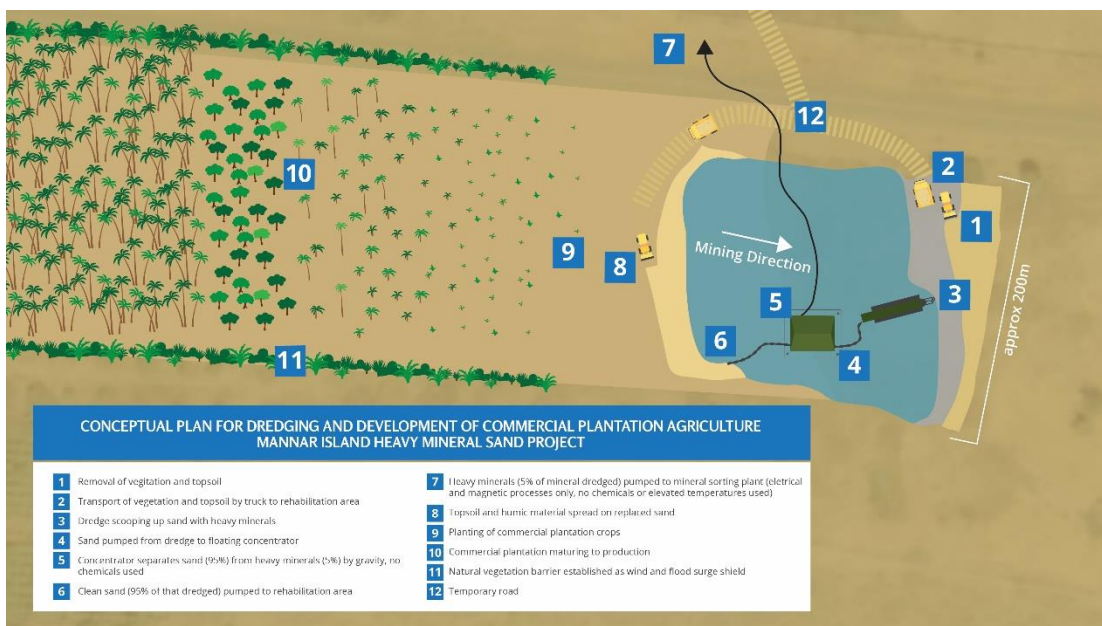 7
12
2
1
10
9
8
Mining Direction
5
3
6
4
11
approx 200m
CONCEPTUAL PLAN FOR DREDGING AND DEVELOPMENT OF COMMERCIAL PLANTATION AGRICULTURE
MANNAR ISLAND HEAVY MINERAL SAND PROJECT
1 Removal of vegitation and topsoil
2 Transport of vegetation and topsoil by truck to rehabilitation area
3 Dredge scooping up sand with heavy minerals
4 Sand pumped from dredge to floating concentrator
5 Concentrator separates sand (95%) from heavy minerals (5%) by gravity, no
chemicals used
6 Clean sand (95% of that dredged) pumped to rehabilitation area
7 Heavy minerals (5% of mineral dredged) pumped to mineral sorting plant (eletrical
and magnetic processes only, no chemicals or elevated temperatures used)
8 Topsoil and humic material spread on replaced sand
9 Planting of commercial plantation crops
10 Commercial plantation maturing to production
11 Natural vegetation barrier established as wind and flood surge shield
12 Temporary road